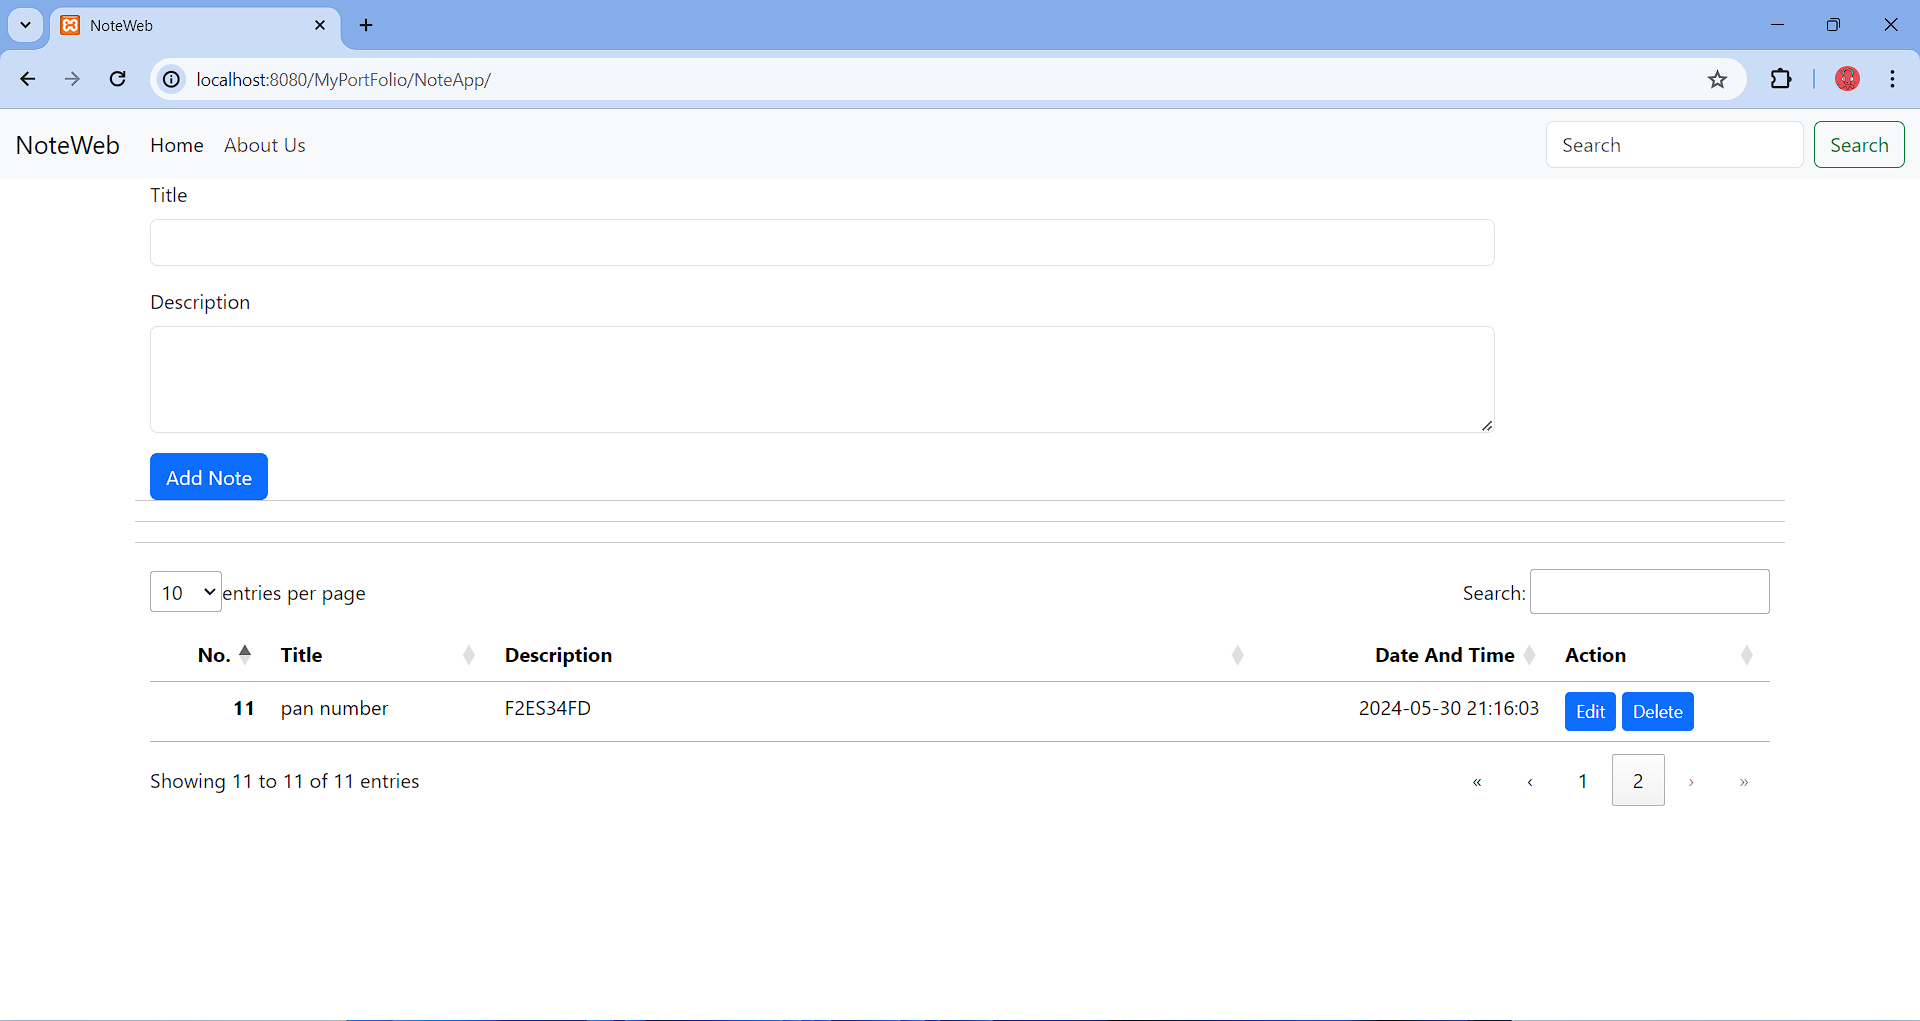 NoteWeb
localhost:8080/MyPortFolio/NoteApp/
NoteWeb Home About Us Search Search
Title
Description
Add Note
10 entries per page Search:
No. Title Description Date And Time Action
11 pan number F2ES34FD 2024-05-30 21:16:03 Edit Delete
Showing 11 to 11 of 11 entries « ‹ 1 2 › »